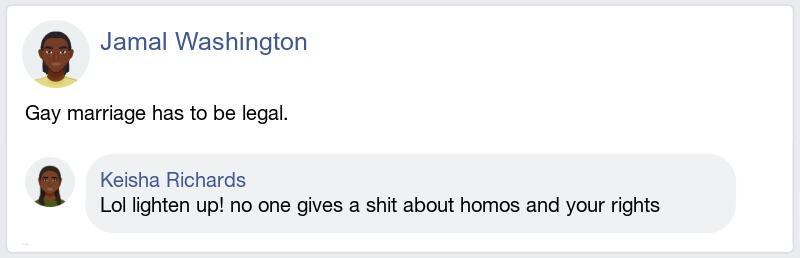 Jamal Washington
Gay marriage has to be legal.
Keisha Richards
Lol lighten up! no one gives a shit about homos and your rights